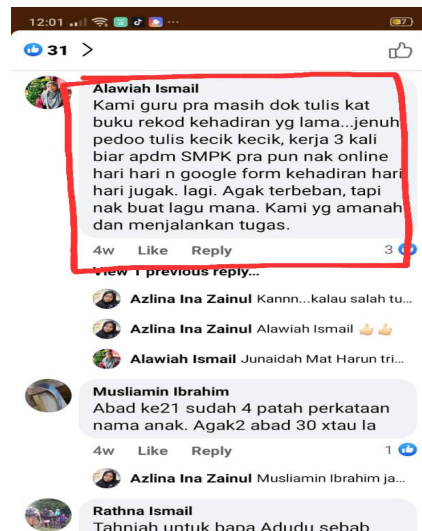 12:01
37
31 >
Alawiah Ismail
Kami guru pra masih dok tulis kat
buku rekod kehadiran yg lama...jenuh
pedoo tulis kecik kecik, kerja 3 kali
biar apdm SMPK pra pun nak online
hari hari n google form kehadiran hari
hari jugak. lagi. Agak terbeban, tapi
nak buat lagu mana. Kami yg amanah
dan menjalankan tugas.
4w Like Reply 3
View 1 previous reply...
Azlina Ina Zainul Kannn...kalau salah tu...
Azlina Ina Zainul Alawiah Ismail 👍🏻👍🏻
Alawiah Ismail Junaidah Mat Harun tri...
Musliamin Ibrahim
Abad ke21 sudah 4 patah perkataan
nama anak. Agak2 abad 30 xtau la
4w Like Reply 1
Azlina Ina Zainul Musliamin Ibrahim ja...
Rathna Ismail
Tahniah untuk bapa Adudu sebab